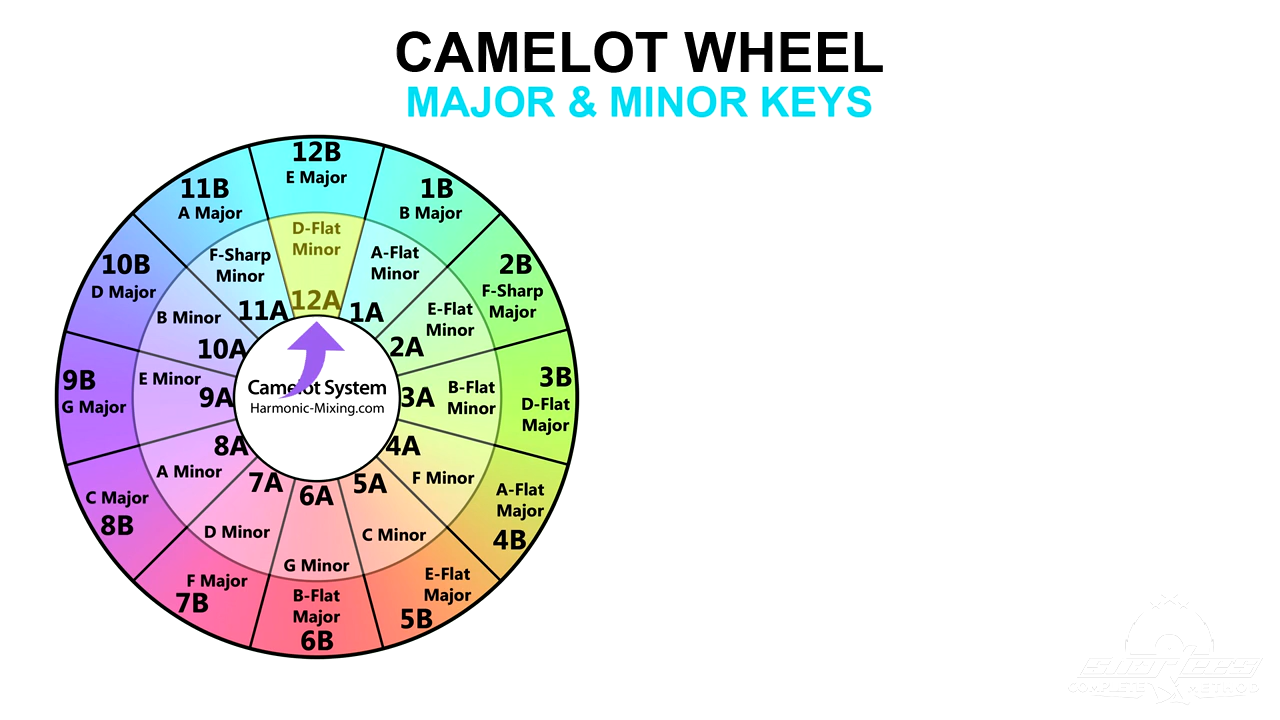 CAMELOT WHEEL
MAJOR & MINOR KEYS
12B
E Major
1B
B Major
2B
F-Sharp
Major
3B
D-Flat
Major
A-Flat
Major
4B
E-Flat
Major
5B
B-Flat
Major
6B
F Major
7B
C Major
8B
9B
G Major
10B
D Major
11B
A Major
D-Flat
Minor
12A
A-Flat
Minor
1A
E-Flat
Minor
2A
B-Flat
Minor
3A
4A
F Minor
5A
C Minor
6A
G Minor
7A
D Minor
8A
A Minor
E Minor
9A
B Minor
10A
F-Sharp
Minor
11A
Camelot System
Harmonic-Mixing.com
COMPLETE METHOD